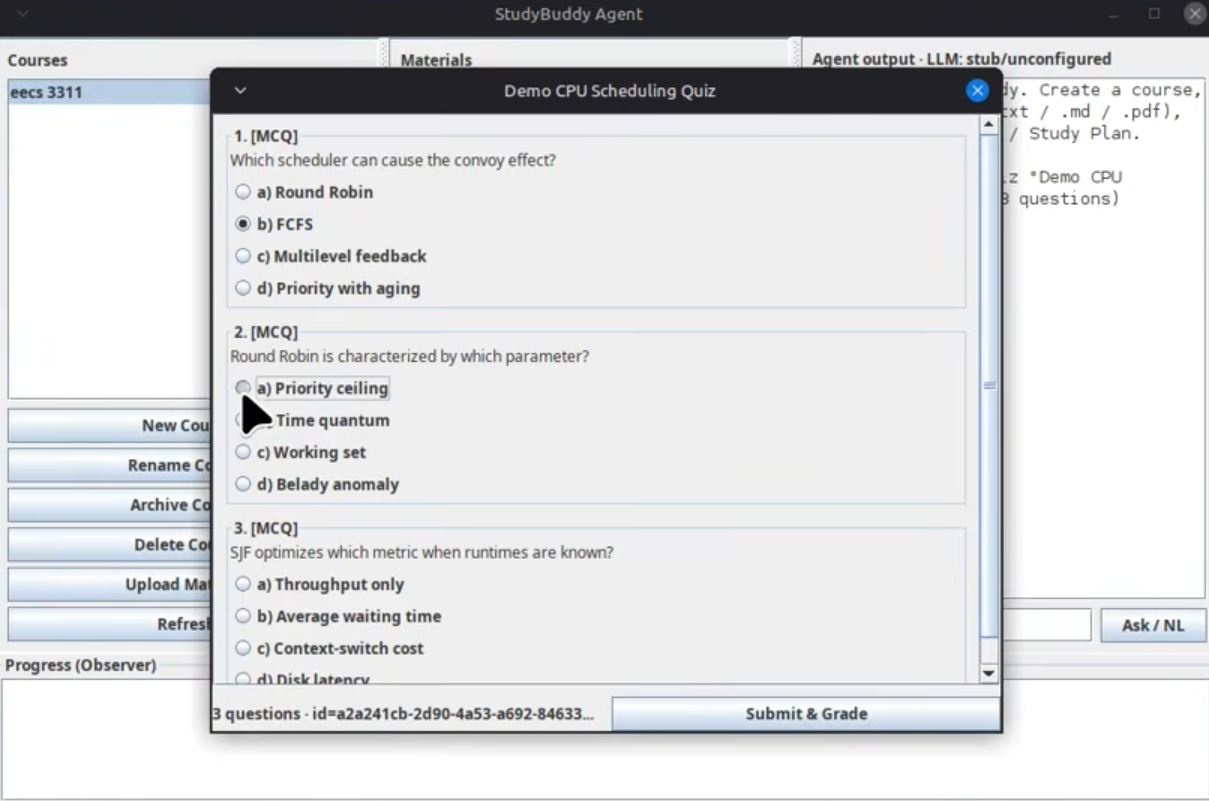 StudyBuddy Agent
Courses
Materials
Agent output · LLM: stub/unconfigured
eecs 3311
dy. Create a course,
txt / .md / .pdf),
/ Study Plan.
iz "Demo CPU
3 questions)
Demo CPU Scheduling Quiz
1. [MCQ]
Which scheduler can cause the convoy effect?
a) Round Robin
b) FCFS
c) Multilevel feedback
d) Priority with aging
2. [MCQ]
Round Robin is characterized by which parameter?
a) Priority ceiling
Time quantum
c) Working set
d) Belady anomaly
3. [MCQ]
SJF optimizes which metric when runtimes are known?
a) Throughput only
b) Average waiting time
c) Context-switch cost
d) Disk latency
3 questions · id=a2a241cb-2d90-4a53-a692-84633...
Submit & Grade
New Cou
Rename Co
Archive Co
Delete Cou
Upload Mat
Refresh
Ask / NL
Progress (Observer)